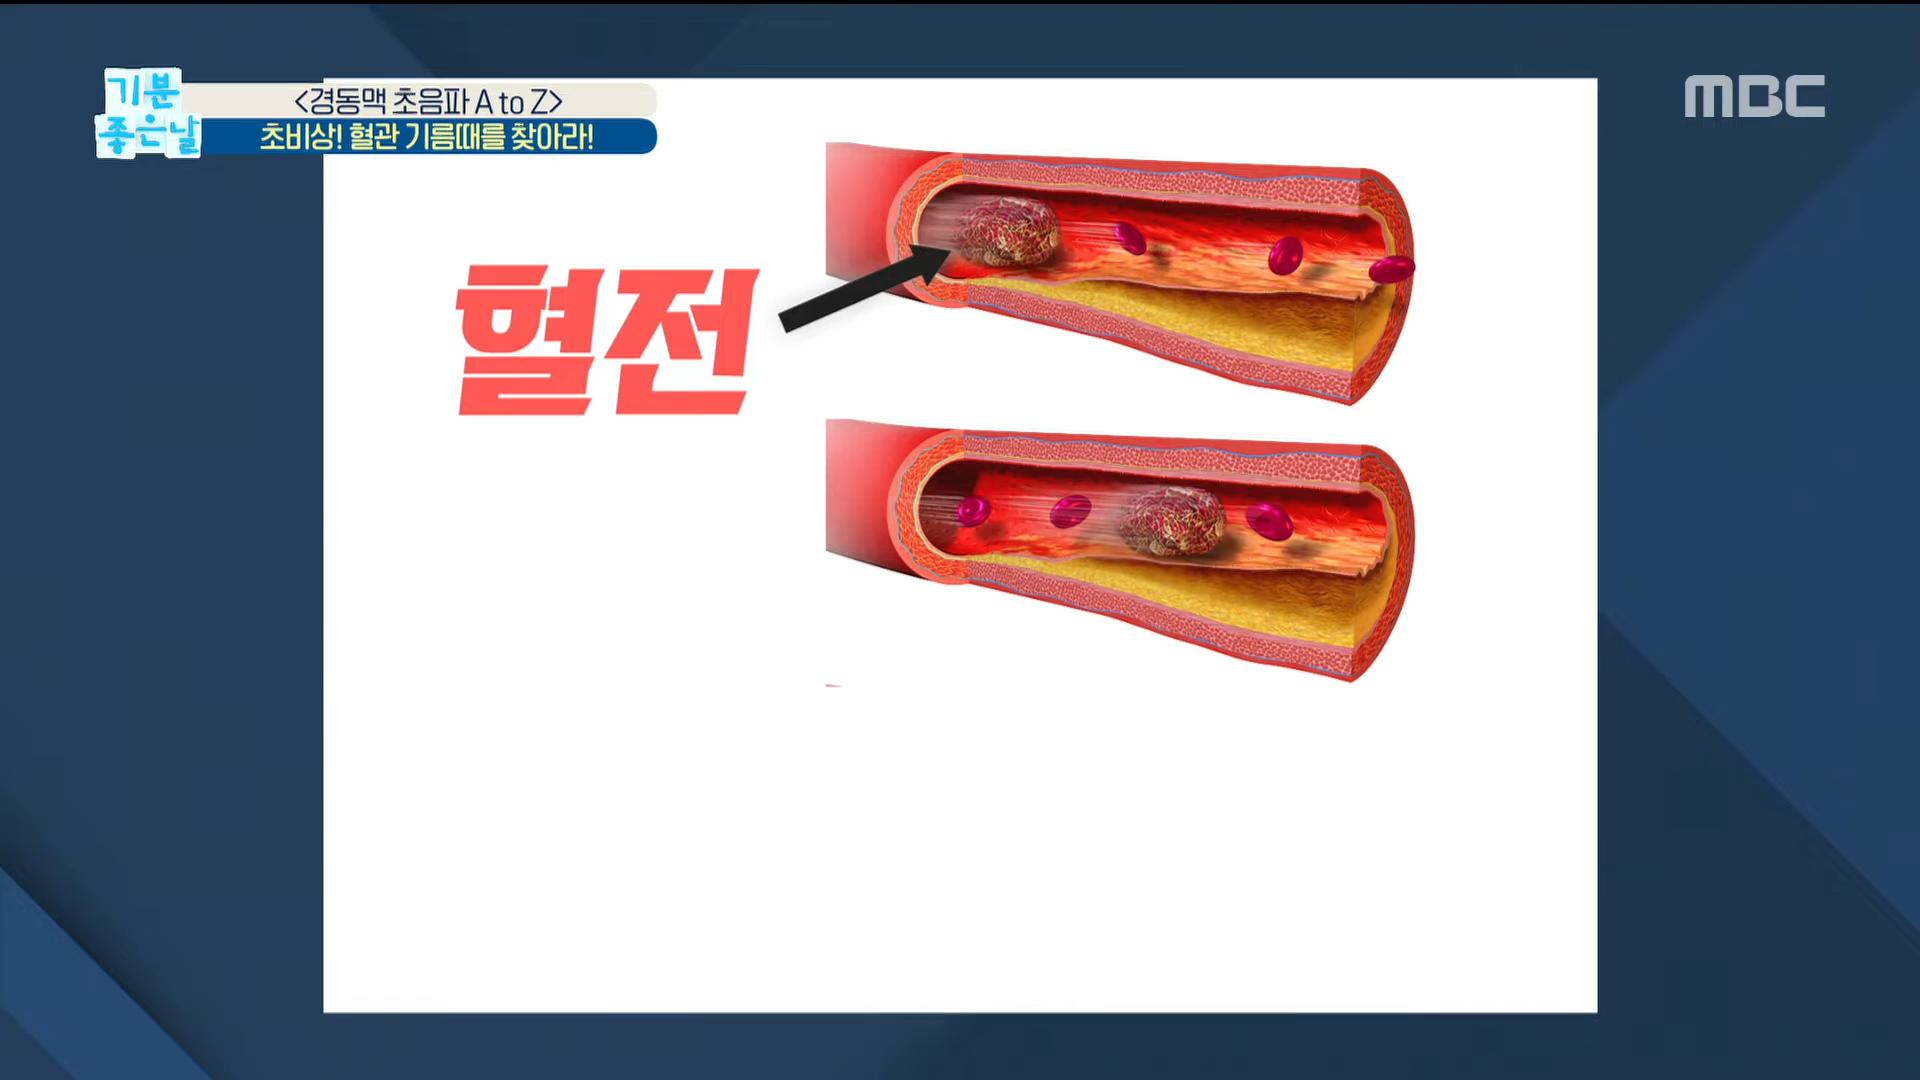 기분
좋은날
<경동맥 초음파 A to Z>
초비상! 혈관 기름때를 찾아라!
MBC
혈전